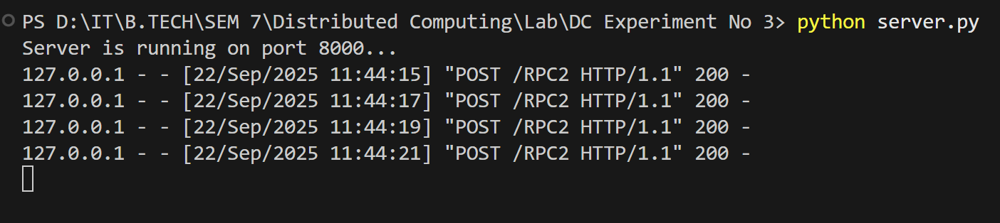 PS D:\IT\B.TECH\SEM 7\Distributed Computing\Lab\DC Experiment No 3> python server.py
Server is running on port 8000...
127.0.0.1 - - [22/Sep/2025 11:44:15] "POST /RPC2 HTTP/1.1" 200 -
127.0.0.1 - - [22/Sep/2025 11:44:17] "POST /RPC2 HTTP/1.1" 200 -
127.0.0.1 - - [22/Sep/2025 11:44:19] "POST /RPC2 HTTP/1.1" 200 -
127.0.0.1 - - [22/Sep/2025 11:44:21] "POST /RPC2 HTTP/1.1" 200 -